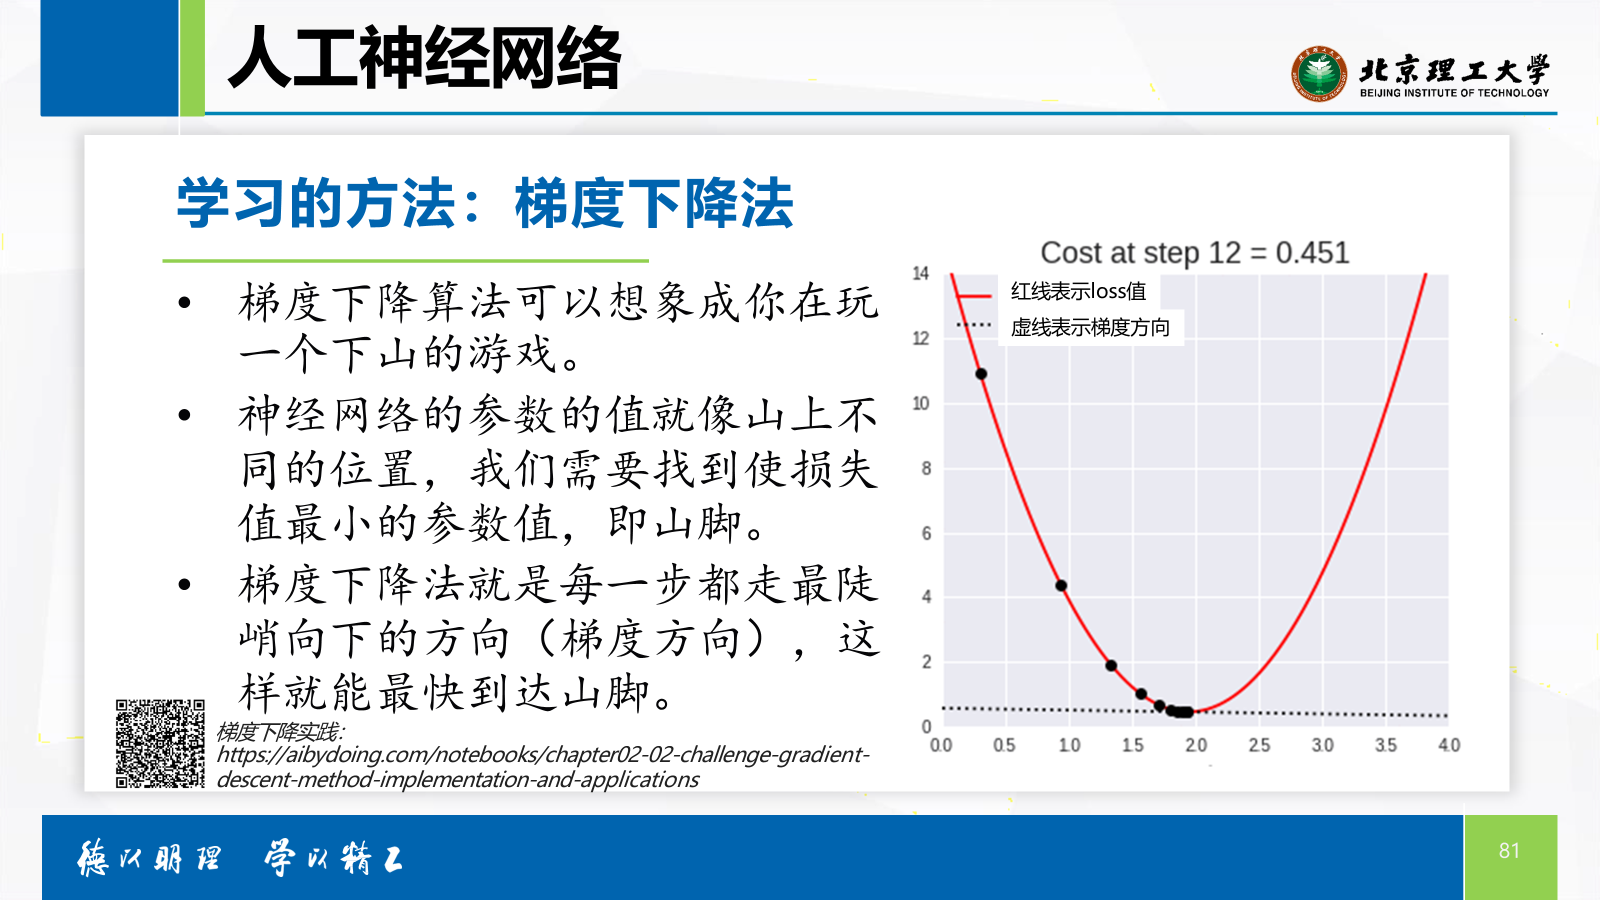 人工神经网络
北京理工大学
BEIJING INSTITUTE OF TECHNOLOGY
学习的方法：梯度下降法
• 梯度下降算法可以想象成你在玩
一个下山的游戏。
• 神经网络的参数的值就像山上不
同的位置，我们需要找到使损失
值最小的参数值，即山脚。
• 梯度下降法就是每一步都走最陡
峭向下的方向（梯度方向），这
样就能最快到达山脚。
梯度下降实践：
https://aibydoing.com/notebooks/chapter02-02-challenge-gradient-
descent-method-implementation-and-applications
Cost at step 12 = 0.451
红线表示loss值
虚线表示梯度方向
14
12
10
8
6
4
2
0
0.0 0.5 1.0 1.5 2.0 2.5 3.0 3.5 4.0
德以明理 学以精工
81